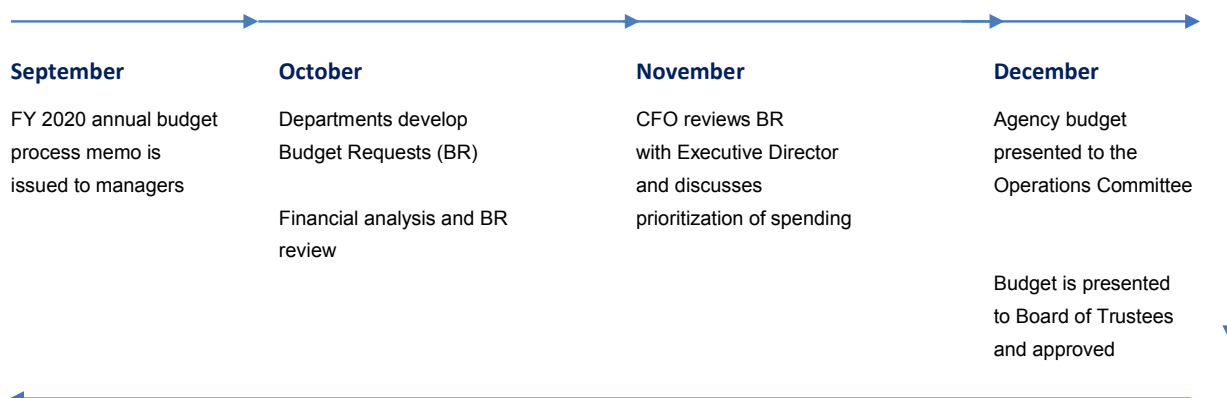 September
FY 2020 annual budget
process memo is
issued to managers
October
Departments develop
Budget Requests (BR)
Financial analysis and BR
review
November
CFO reviews BR
with Executive Director
and discusses
prioritization of spending
December
Agency budget
presented to the
Operations Committee
Budget is presented
to Board of Trustees
and approved